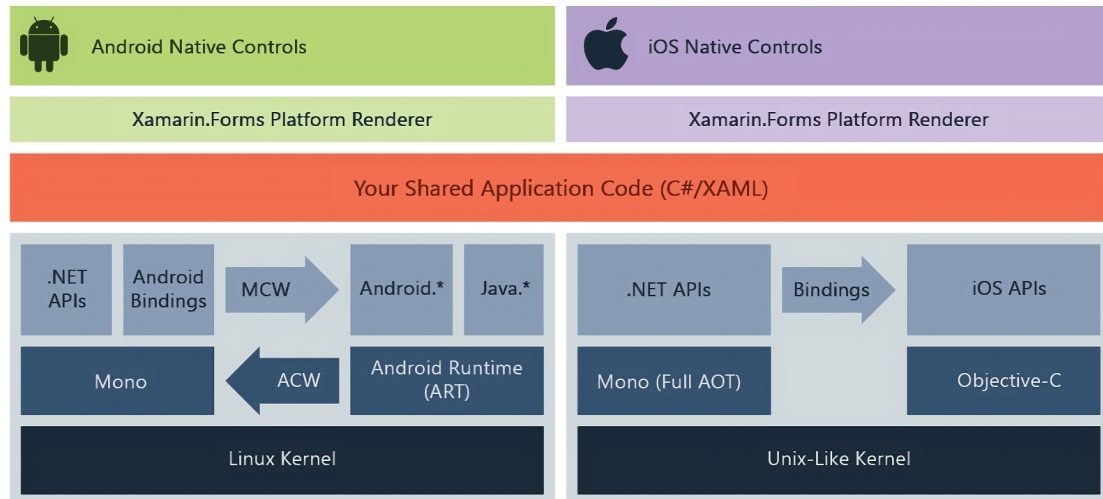 Android Native Controls
iOS Native Controls
Xamarin.Forms Platform Renderer
Xamarin.Forms Platform Renderer
Your Shared Application Code (C#/XAML)
.NET
APIs
Android
Bindings
MCW
Android.*
Java.*
Mono
ACW
Android Runtime
(ART)
Linux Kernel
.NET APIs
Bindings
iOS APIs
Mono (Full AOT)
Objective-C
Unix-Like Kernel